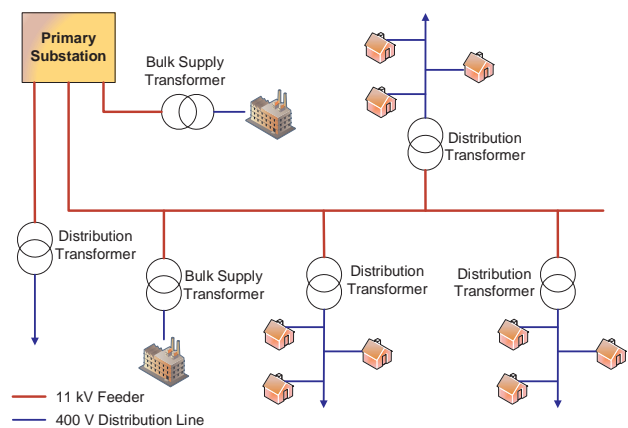 Primary
Substation
Bulk Supply
Transformer
Distribution
Transformer
Distribution
Transformer
Bulk Supply
Transformer
Distribution
Transformer
Distribution
Transformer
11 kV Feeder
400 V Distribution Line